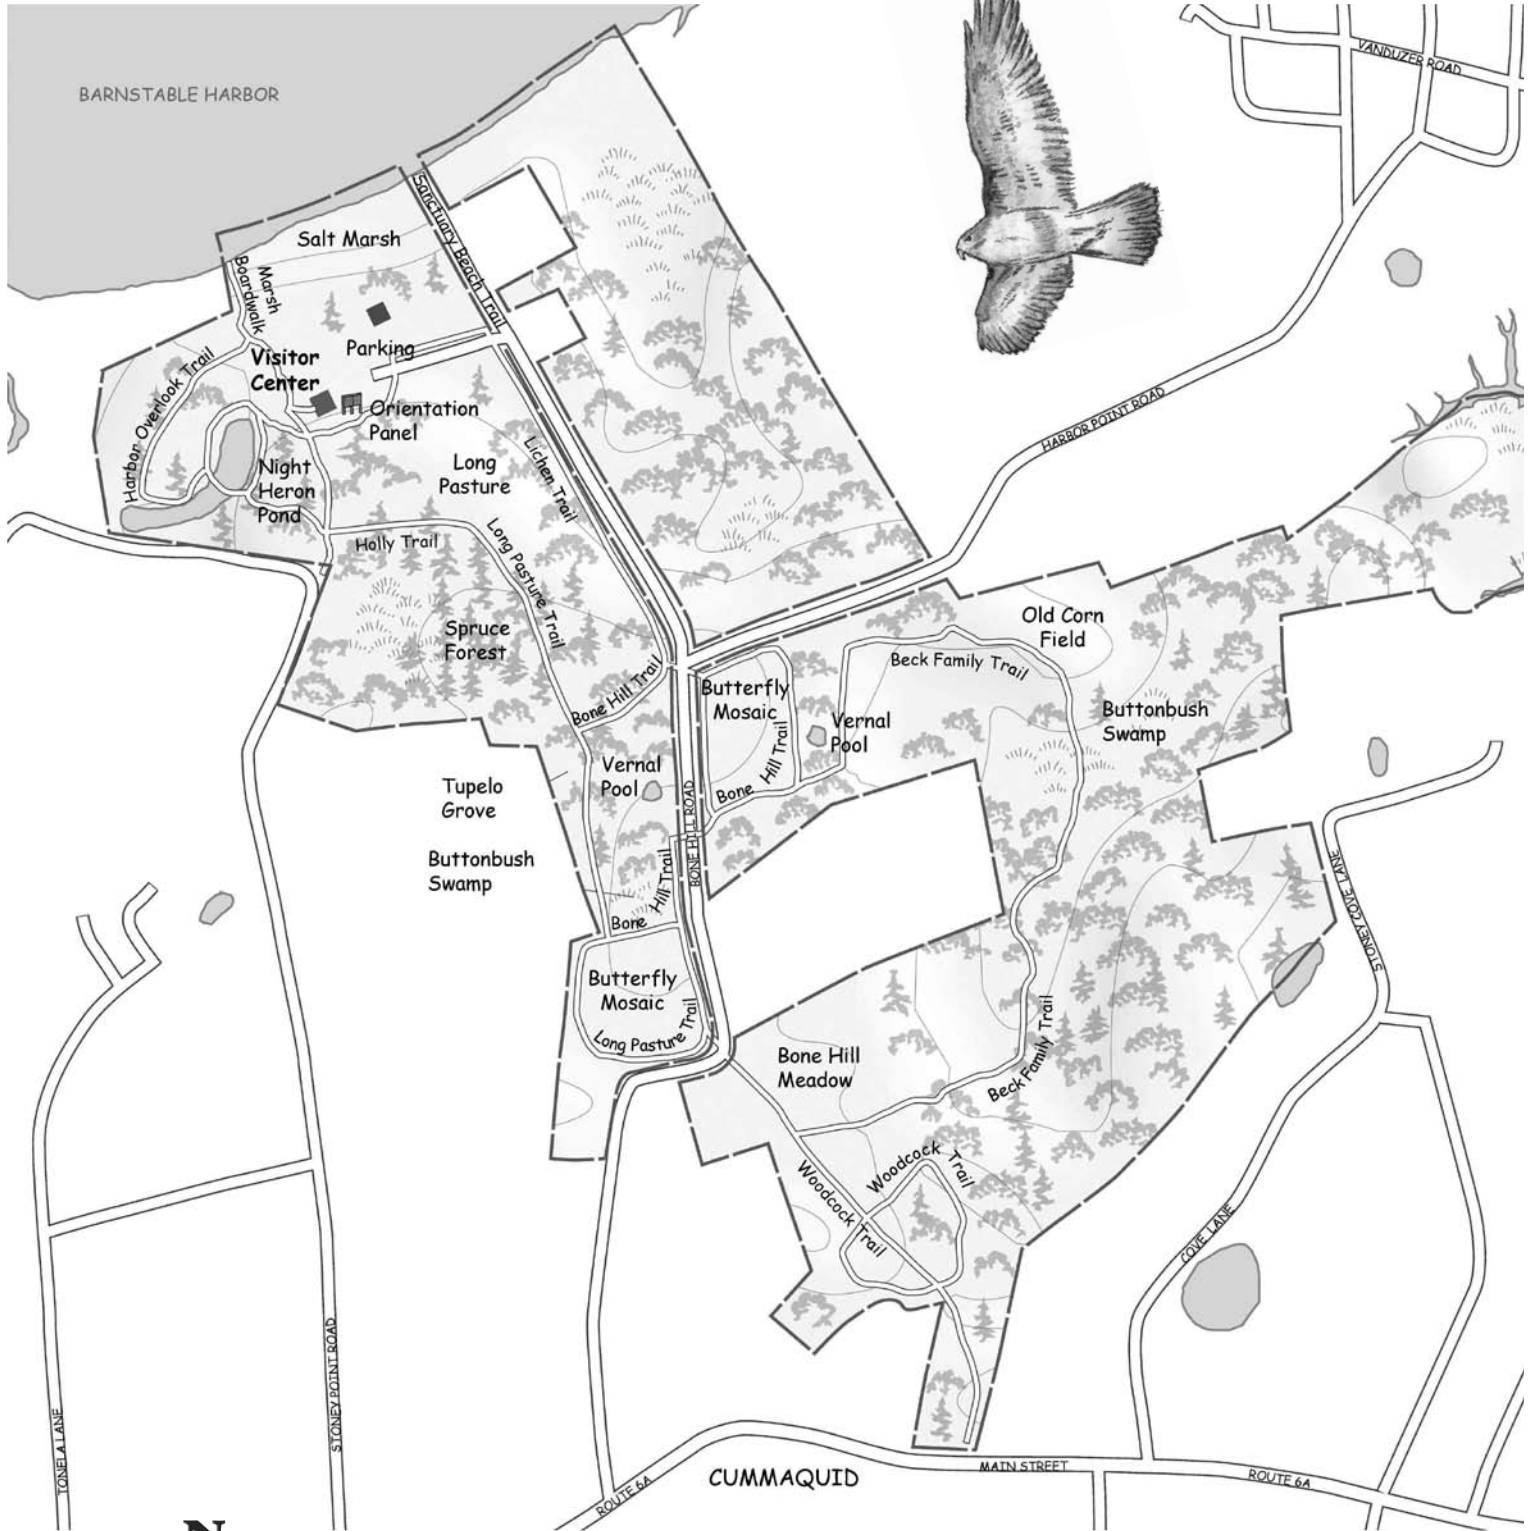 VANDUZER ROAD
BARNSTABLE HARBOR
Sanctuary Beach Trail
Salt Marsh
Marsh
Boardwalk
Parking
Visitor
Center
Harbor Overlook Trail
Orientation
Panel
HARBOR POINT ROAD
Lichen Trail
Long
Pasture
Night
Heron
Pond
Holly Trail
Long Pasture Trail
Spruce
Forest
Old Corn
Field
Beck Family Trail
Bone Hill Trail
Butterfly
Mosaic
Vernal
Pool
Buttonbush
Swamp
Bone Hill Trail
Vernal
Pool
Tupelo
Grove
BONE HILL ROAD
Buttonbush
Swamp
Bone Hill Trail
STONEY COVE LANE
Butterfly
Mosaic
Long Pasture Trail
Bone Hill
Meadow
Beck Family Trail
Woodcock Trail
Woodcock Trail
COVE LANE
STONEY POINT ROAD
TONELA LANE
CUMMAQUID
MAIN STREET
ROUTE 6A
ROUTE 6A
N